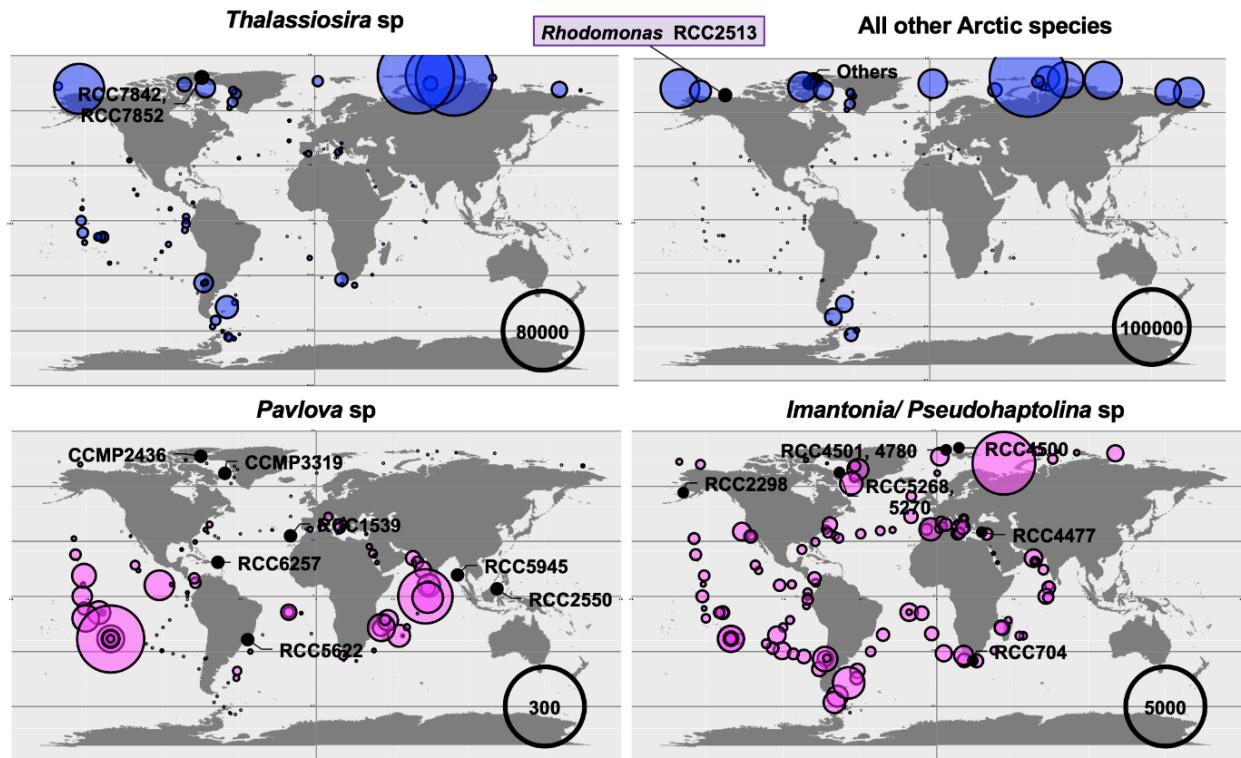 Thalassiosira sp
RCC7842,
RCC7852
80000
Rhodomonas RCC2513
All other Arctic species
Others
100000
Pavlova sp
CCMP2436
CCMP3319
RCC1539
RCC6257
RCC5945
RCC2550
RCC5622
300
Imantonia/ Pseudohaptolina sp
RCC4501, 4780
RCC4500
RCC2298
RCC5268,
5270
RCC4477
RCC704
5000